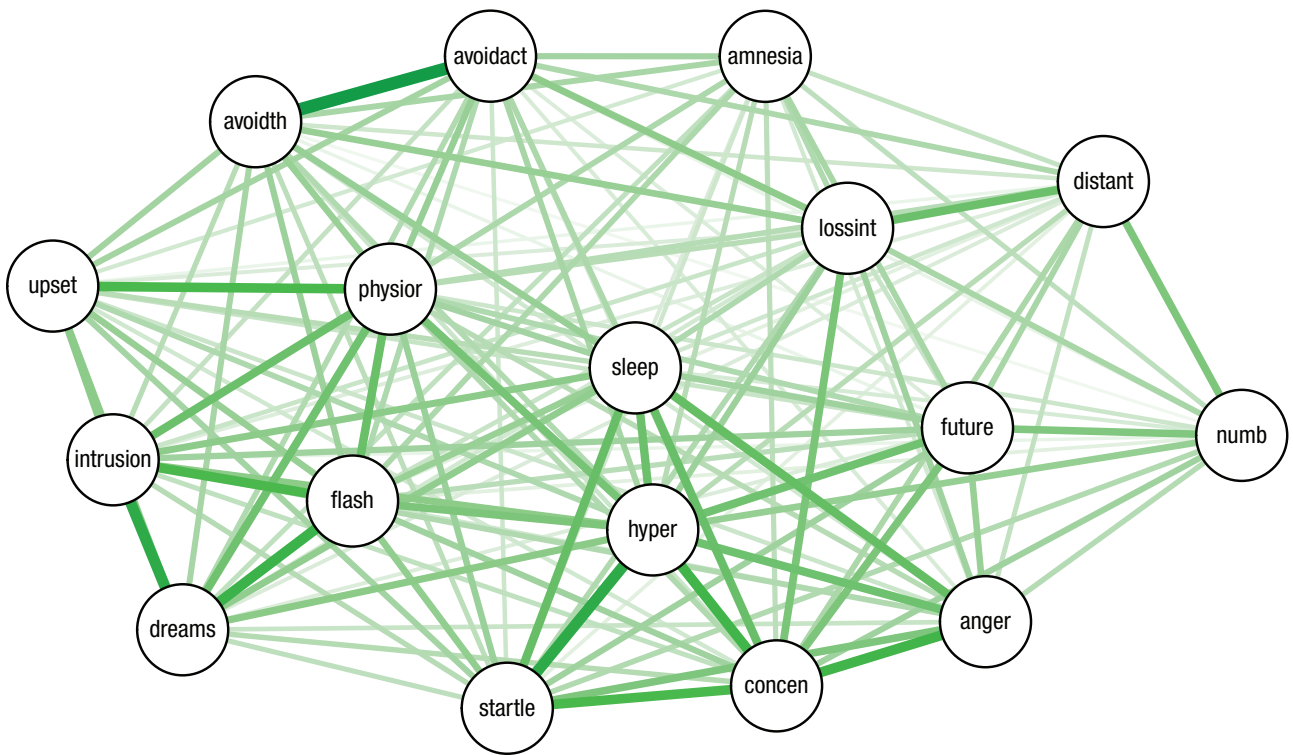 avoidact
amnesia
avoidth
distant
lossint
upset
physior
sleep
future
numb
intrusion
flash
hyper
dreams
anger
concen
startle